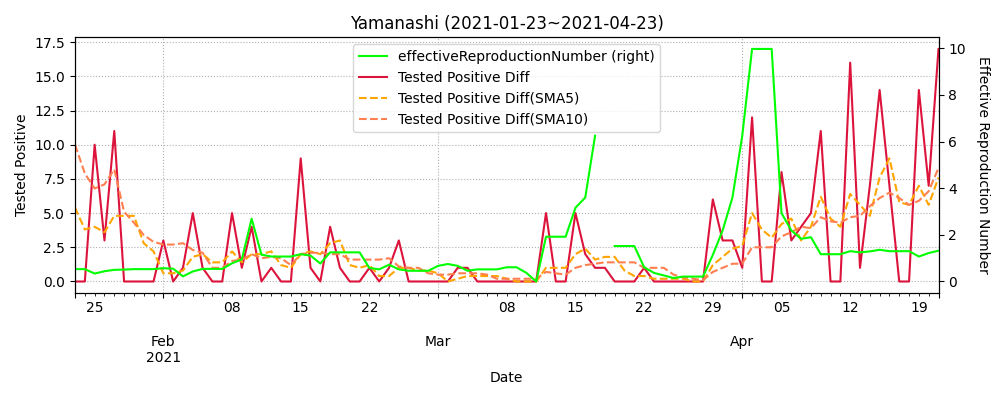 Yamanashi (2021-01-23~2021-04-23)
effectiveReproductionNumber (right)
Tested Positive Diff
Tested Positive Diff(SMA5)
Tested Positive Diff(SMA10)
Tested Positive
17.5
15.0
12.5
10.0
7.5
5.0
2.5
0.0
10
8
6
4
2
0
Effective Reproduction Number
25 08 15 22 08 15 22 29 05 12 19
Feb Mar Apr
2021
Date